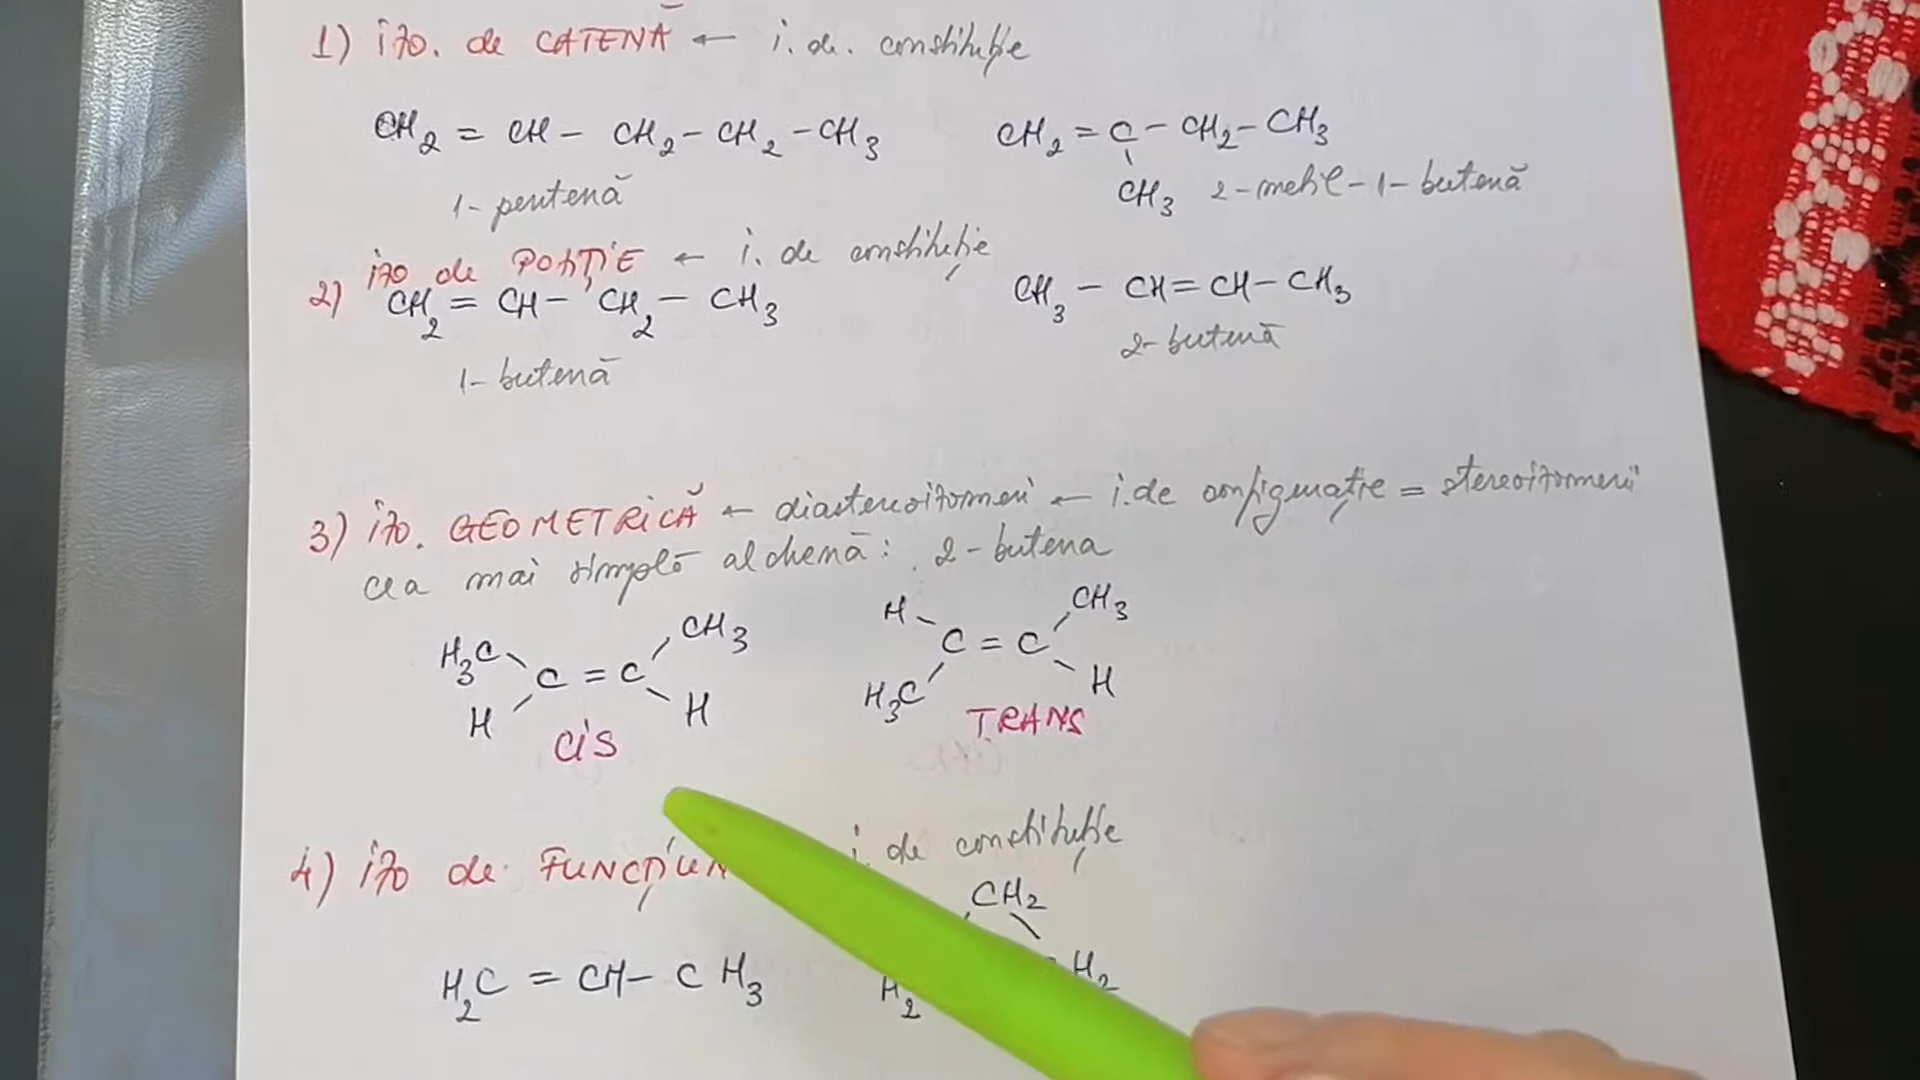 1) izo. de CATENĂ ← i. de. constituție
CH2 = CH – CH2 – CH2 – CH3
CH2 = C – CH2 – CH3
CH3
1- pentenă
2-metil-1-butenă
2) izo de POZIȚIE ← i. de constituție
CH2 = CH – CH2 – CH3
CH3 – CH = CH – CH3
1- butenă
2- butenă
3) izo. GEOMETRICĂ ← diastereoizomeri ← i. de configurație = stereoizomeri
cea mai simplă alchenă: 2-butena
H3C CH3
C = C
H H
CIS
H CH3
C = C
H3C H
TRANS
4) izo de i. de constituție
H2C = CH – CH3
CH2
H2 H2